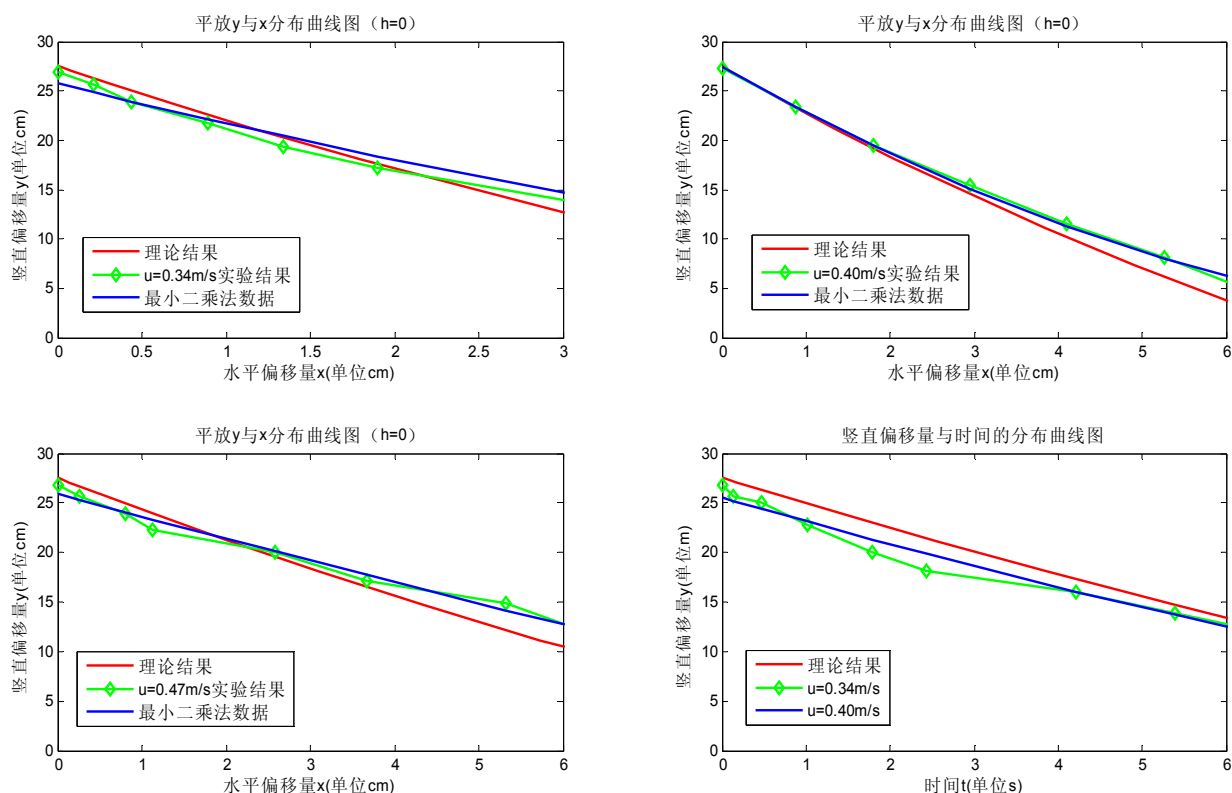 平放y与x分布曲线图（h=0）
30
25
20
15
10
5
0
竖直偏移量y(单位cm)
理论结果
u=0.34m/s实验结果
最小二乘法数据
0 0.5 1 1.5 2 2.5 3
水平偏移量x(单位cm)
平放y与x分布曲线图（h=0）
30
25
20
15
10
5
0
竖直偏移量y(单位cm)
理论结果
u=0.40m/s实验结果
最小二乘法数据
0 1 2 3 4 5 6
水平偏移量x(单位cm)
平放y与x分布曲线图（h=0）
30
25
20
15
10
5
0
竖直偏移量y(单位cm)
理论结果
u=0.47m/s实验结果
最小二乘法数据
0 1 2 3 4 5 6
水平偏移量x(单位cm)
竖直偏移量与时间的分布曲线图
30
25
20
15
10
5
0
竖直偏移量y(单位m)
理论结果
u=0.34m/s
u=0.40m/s
0 1 2 3 4 5 6
时间t(单位s)